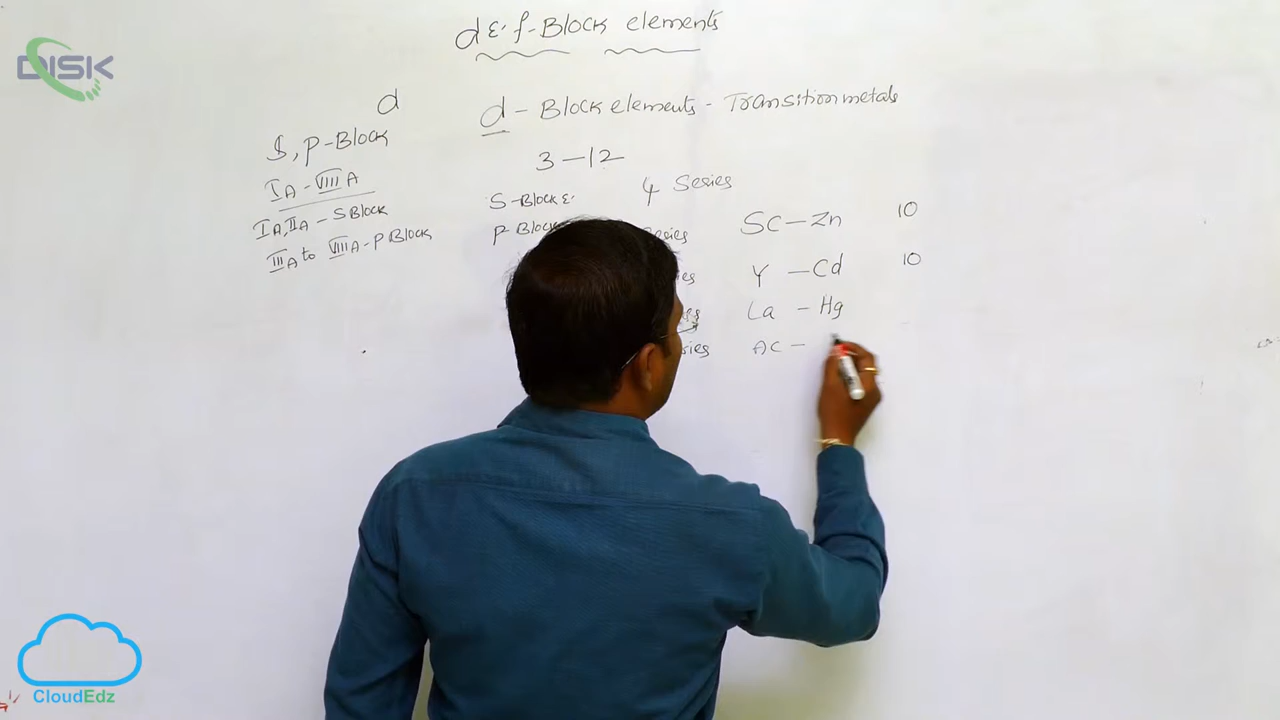 d & f-Block elements
DISK
d
d - Block elements - Transition metals
S, P-Block
3 - 12
IA - VIIIA
4 Series
S-Block &
IA, IIA - S Block
P Block
IIIA to VIIIA - P Block
Sc - Zn 10
Y - Cd 10
La - Hg
AC -
CloudEdz